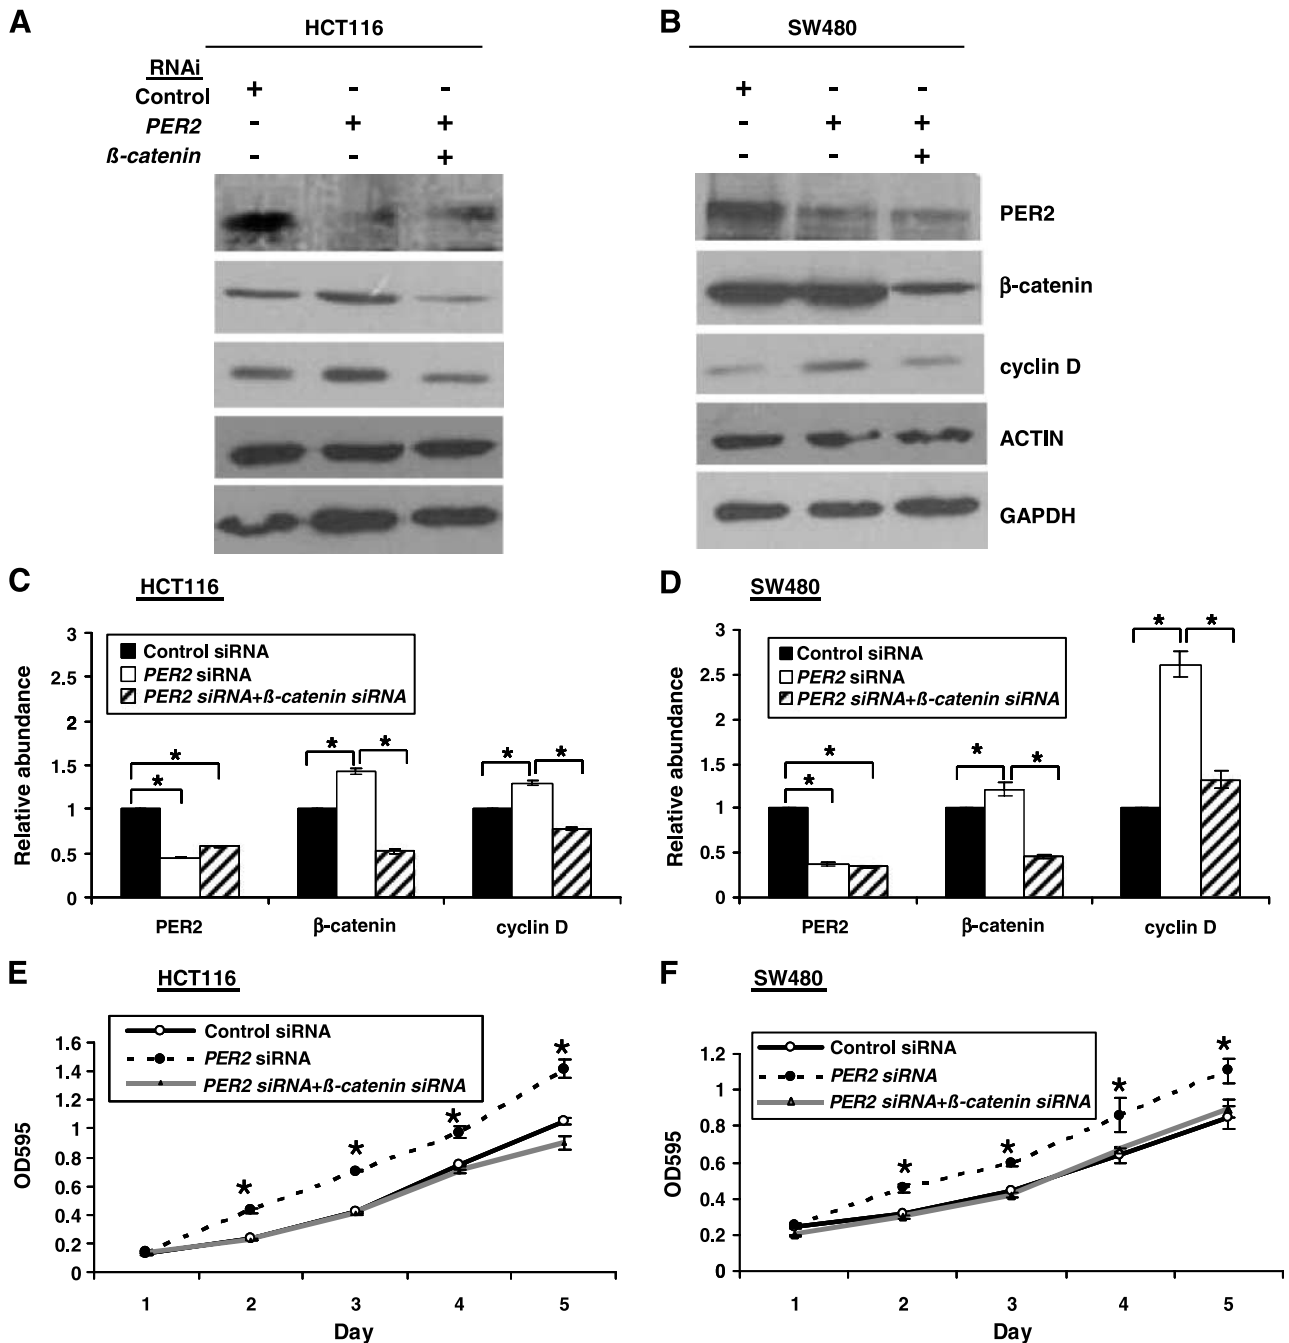 A
HCT116
RNAi
Control + - -
PER2 - + +
ß-catenin - - +
B
SW480
+ - -
- + +
- - +
PER2
β-catenin
cyclin D
ACTIN
GAPDH
C
HCT116
Control siRNA
PER2 siRNA
PER2 siRNA+ß-catenin siRNA
Relative abundance
3
2.5
2
1.5
1
0.5
0
* * * * * *
PER2 β-catenin cyclin D
D
SW480
Control siRNA
PER2 siRNA
PER2 siRNA+ß-catenin siRNA
Relative abundance
3
2.5
2
1.5
1
0.5
0
* * * * * *
PER2 β-catenin cyclin D
E
HCT116
Control siRNA
PER2 siRNA
PER2 siRNA+ß-catenin siRNA
OD595
1.6
1.4
1.2
1
0.8
0.6
0.4
0.2
0
* * * *
1 2 3 4 5
Day
F
SW480
Control siRNA
PER2 siRNA
PER2 siRNA+ß-catenin siRNA
OD595
1.2
1
0.8
0.6
0.4
0.2
0
* * * *
1 2 3 4 5
Day